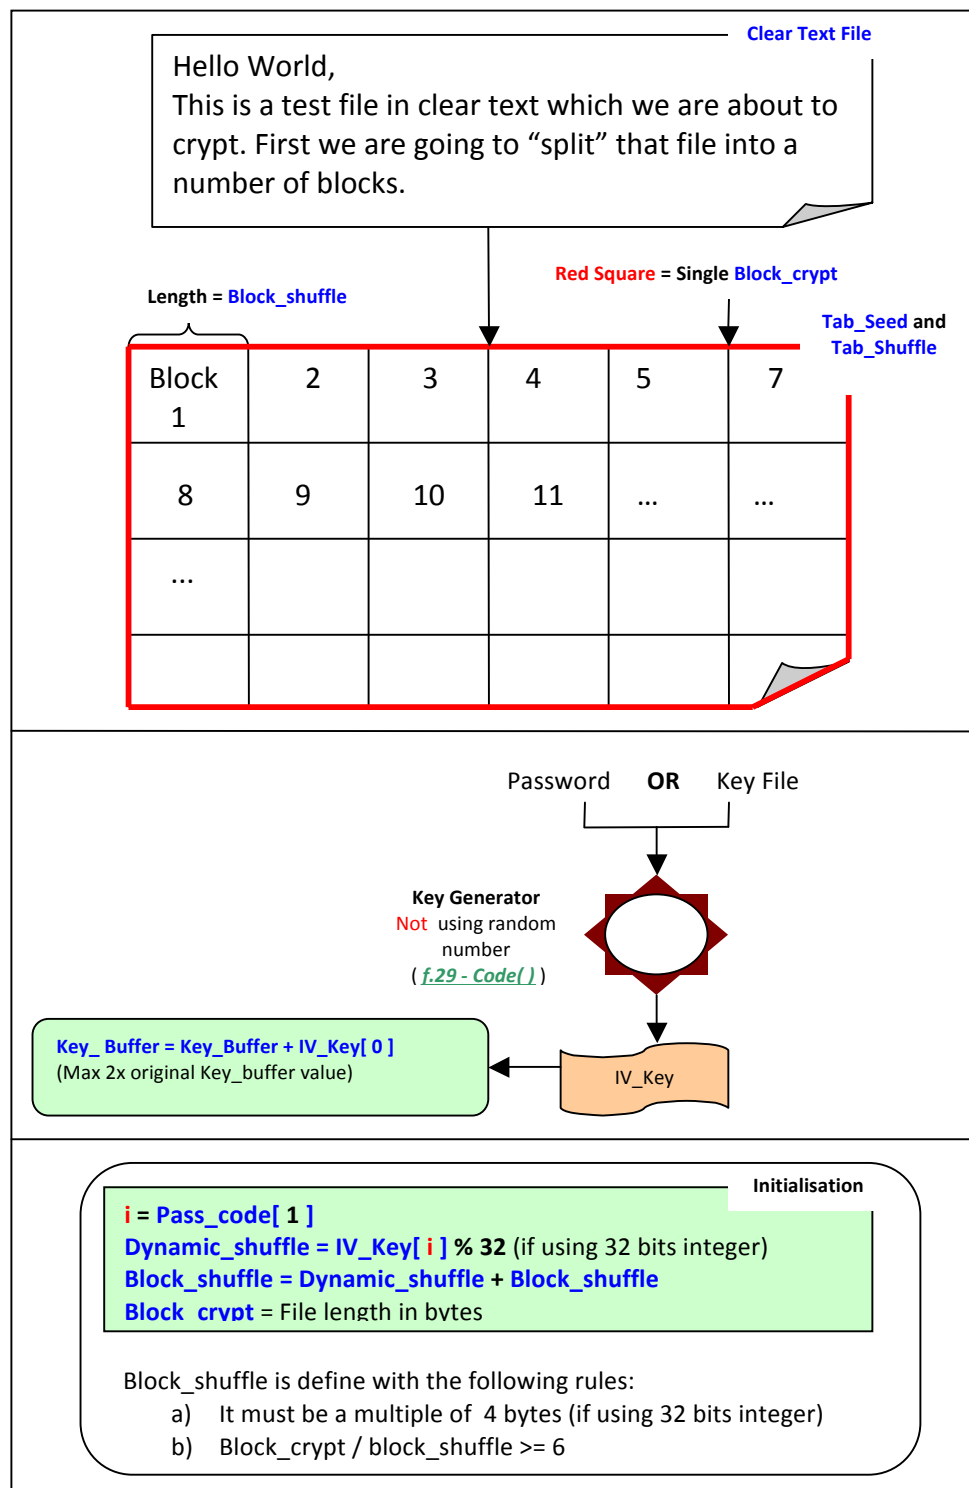 Clear Text File
Hello World,
This is a test file in clear text which we are about to
crypt. First we are going to “split” that file into a
number of blocks.
Red Square = Single Block_crypt
Length = Block_shuffle
Tab_Seed and
Tab_Shuffle
Block 2 3 4 5 7
1
8 9 10 11 ... ...
...
Password OR Key File
Key Generator
Not using random
number
( f.29 - Code( ) )
Key_ Buffer = Key_Buffer + IV_Key[ 0 ]
(Max 2x original Key_buffer value)
IV_Key
Initialisation
i = Pass_code[ 1 ]
Dynamic_shuffle = IV_Key[ i ] % 32 (if using 32 bits integer)
Block_shuffle = Dynamic_shuffle + Block_shuffle
Block_crypt = File length in bytes
Block_shuffle is define with the following rules:
a) It must be a multiple of 4 bytes (if using 32 bits integer)
b) Block_crypt / block_shuffle >= 6